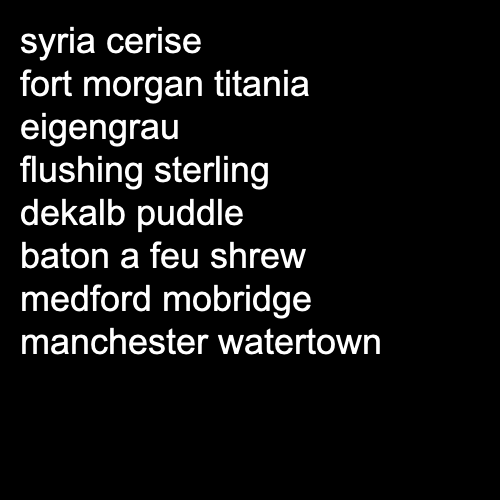 syria cerise
fort morgan titania
eigengrau
flushing sterling
dekalb puddle
baton a feu shrew
medford mobridge
manchester watertown